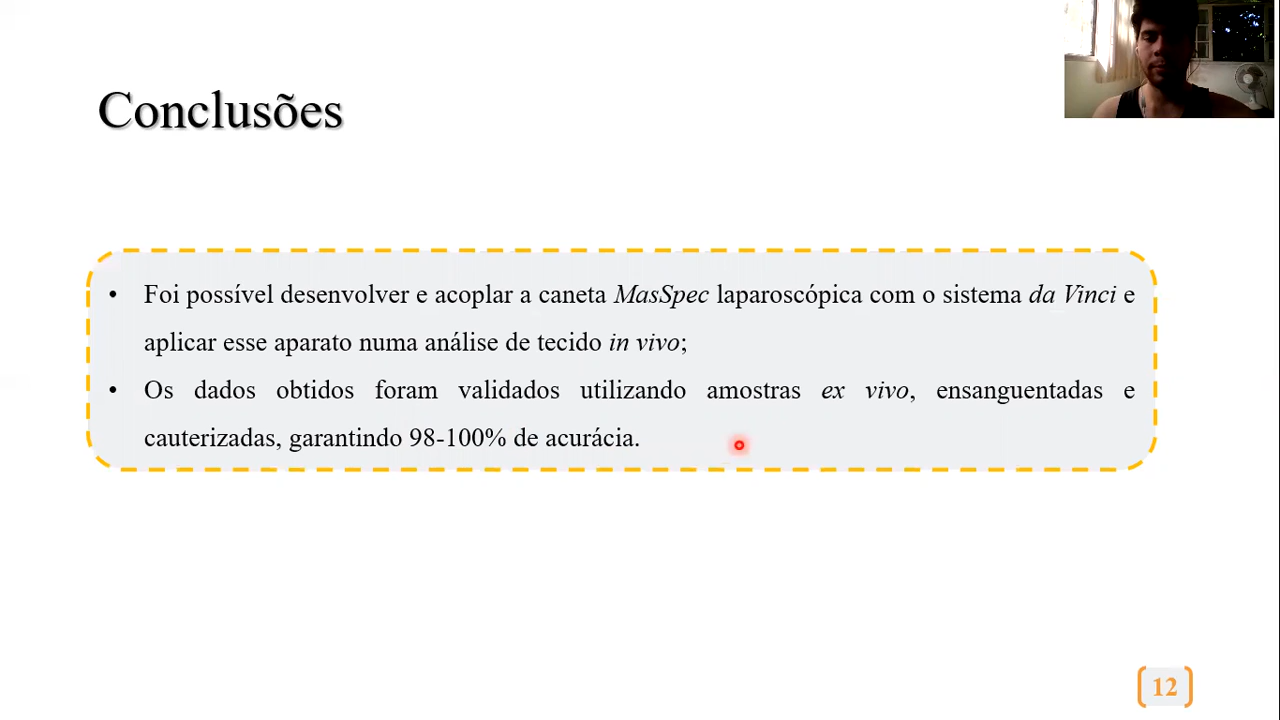 Conclusões
• Foi possível desenvolver e acoplar a caneta MasSpec laparoscópica com o sistema da Vinci e
aplicar esse aparato numa análise de tecido in vivo;
• Os dados obtidos foram validados utilizando amostras ex vivo, ensanguentadas e
cauterizadas, garantindo 98-100% de acurácia.
12